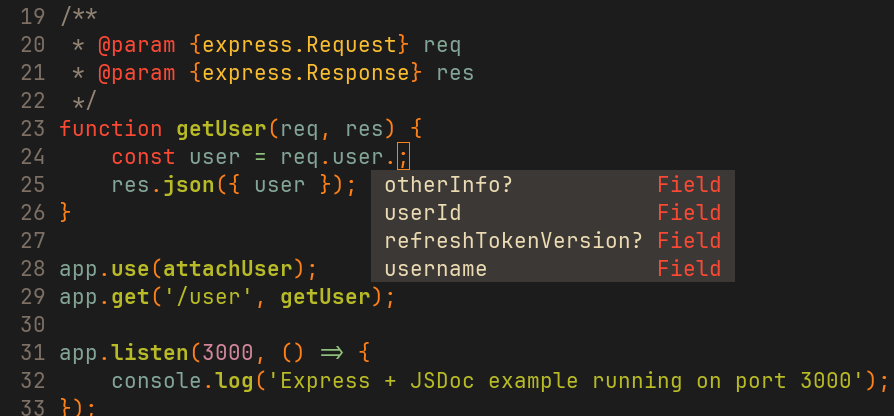 19 /**
20  * @param {express.Request} req
21  * @param {express.Response} res
22  */
23 function getUser(req, res) {
24     const user = req.user.;
25     res.json({ user });
otherInfo? Field
userId Field
refreshTokenVersion? Field
username Field
26 }
27
28 app.use(attachUser);
29 app.get('/user', getUser);
30
31 app.listen(3000, () => {
32     console.log('Express + JSDoc example running on port 3000');
33 });